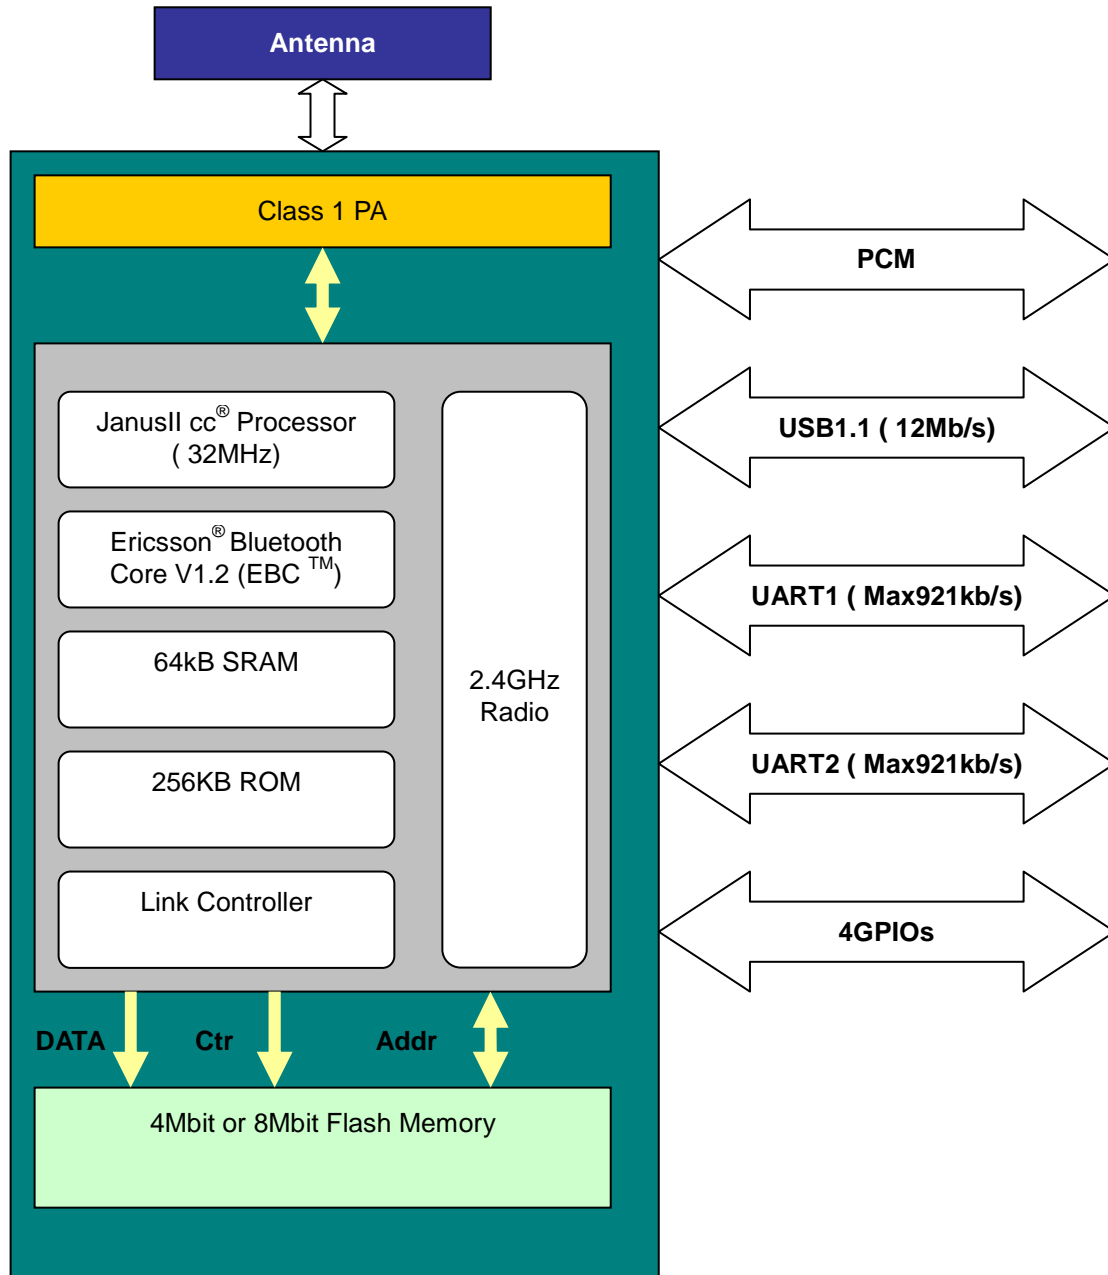 Antenna
Class 1 PA
PCM
JanusII cc® Processor
( 32MHz)
USB1.1 ( 12Mb/s)
Ericsson® Bluetooth
Core V1.2 (EBC ™)
UART1 ( Max921kb/s)
64kB SRAM
2.4GHz
Radio
256KB ROM
UART2 ( Max921kb/s)
Link Controller
4GPIOs
DATA Ctr Addr
4Mbit or 8Mbit Flash Memory